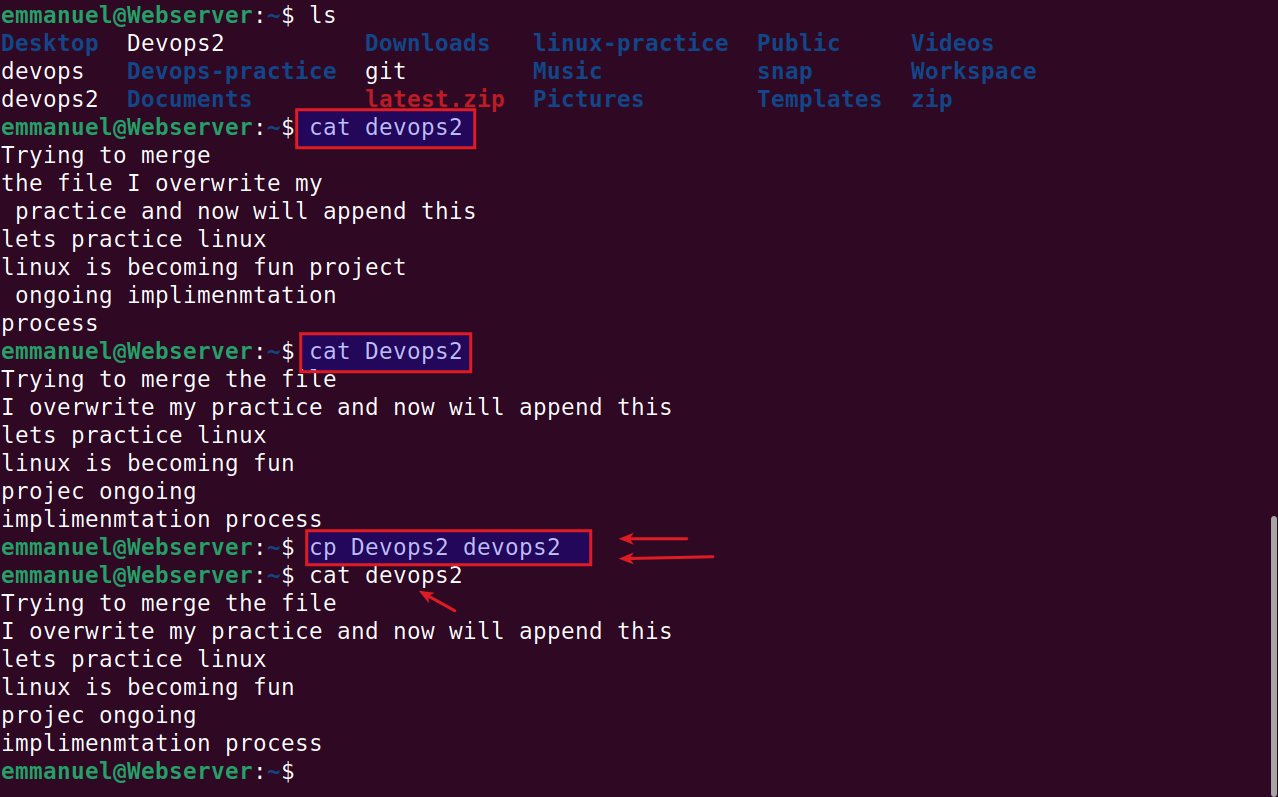 emmanuel@Webserver:~$ ls
Desktop  Devops2          Downloads   linux-practice  Public     Videos
devops   Devops-practice  git         Music           snap       Workspace
devops2  Documents        latest.zip  Pictures        Templates  zip
emmanuel@Webserver:~$ cat devops2
Trying to merge
the file I overwrite my
 practice and now will append this
lets practice linux
linux is becoming fun project
 ongoing implimenmtation
process
emmanuel@Webserver:~$ cat Devops2
Trying to merge the file
I overwrite my practice and now will append this
lets practice linux
linux is becoming fun
projec ongoing
implimenmtation process
emmanuel@Webserver:~$ cp Devops2 devops2
emmanuel@Webserver:~$ cat devops2
Trying to merge the file
I overwrite my practice and now will append this
lets practice linux
linux is becoming fun
projec ongoing
implimenmtation process
emmanuel@Webserver:~$